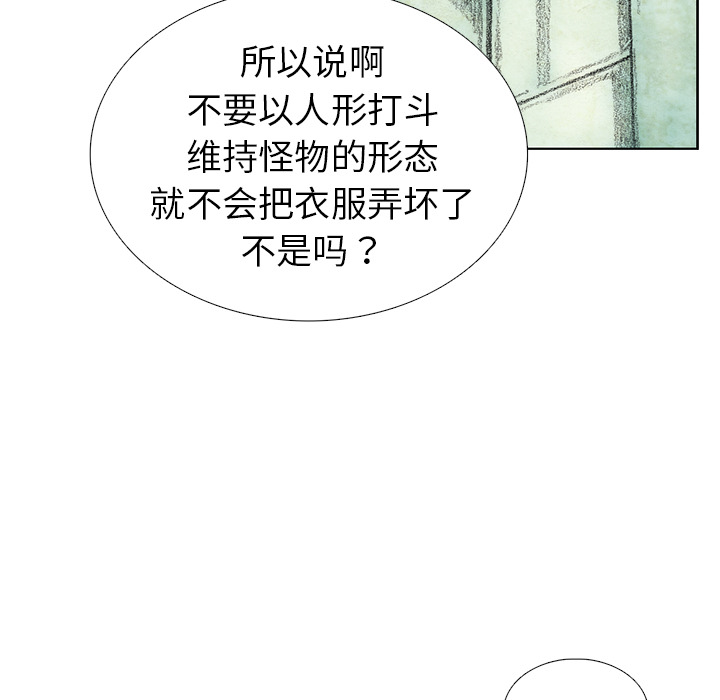 所以说啊
不要以人形打斗
维持怪物的形态
就不会把衣服弄坏了
不是吗？